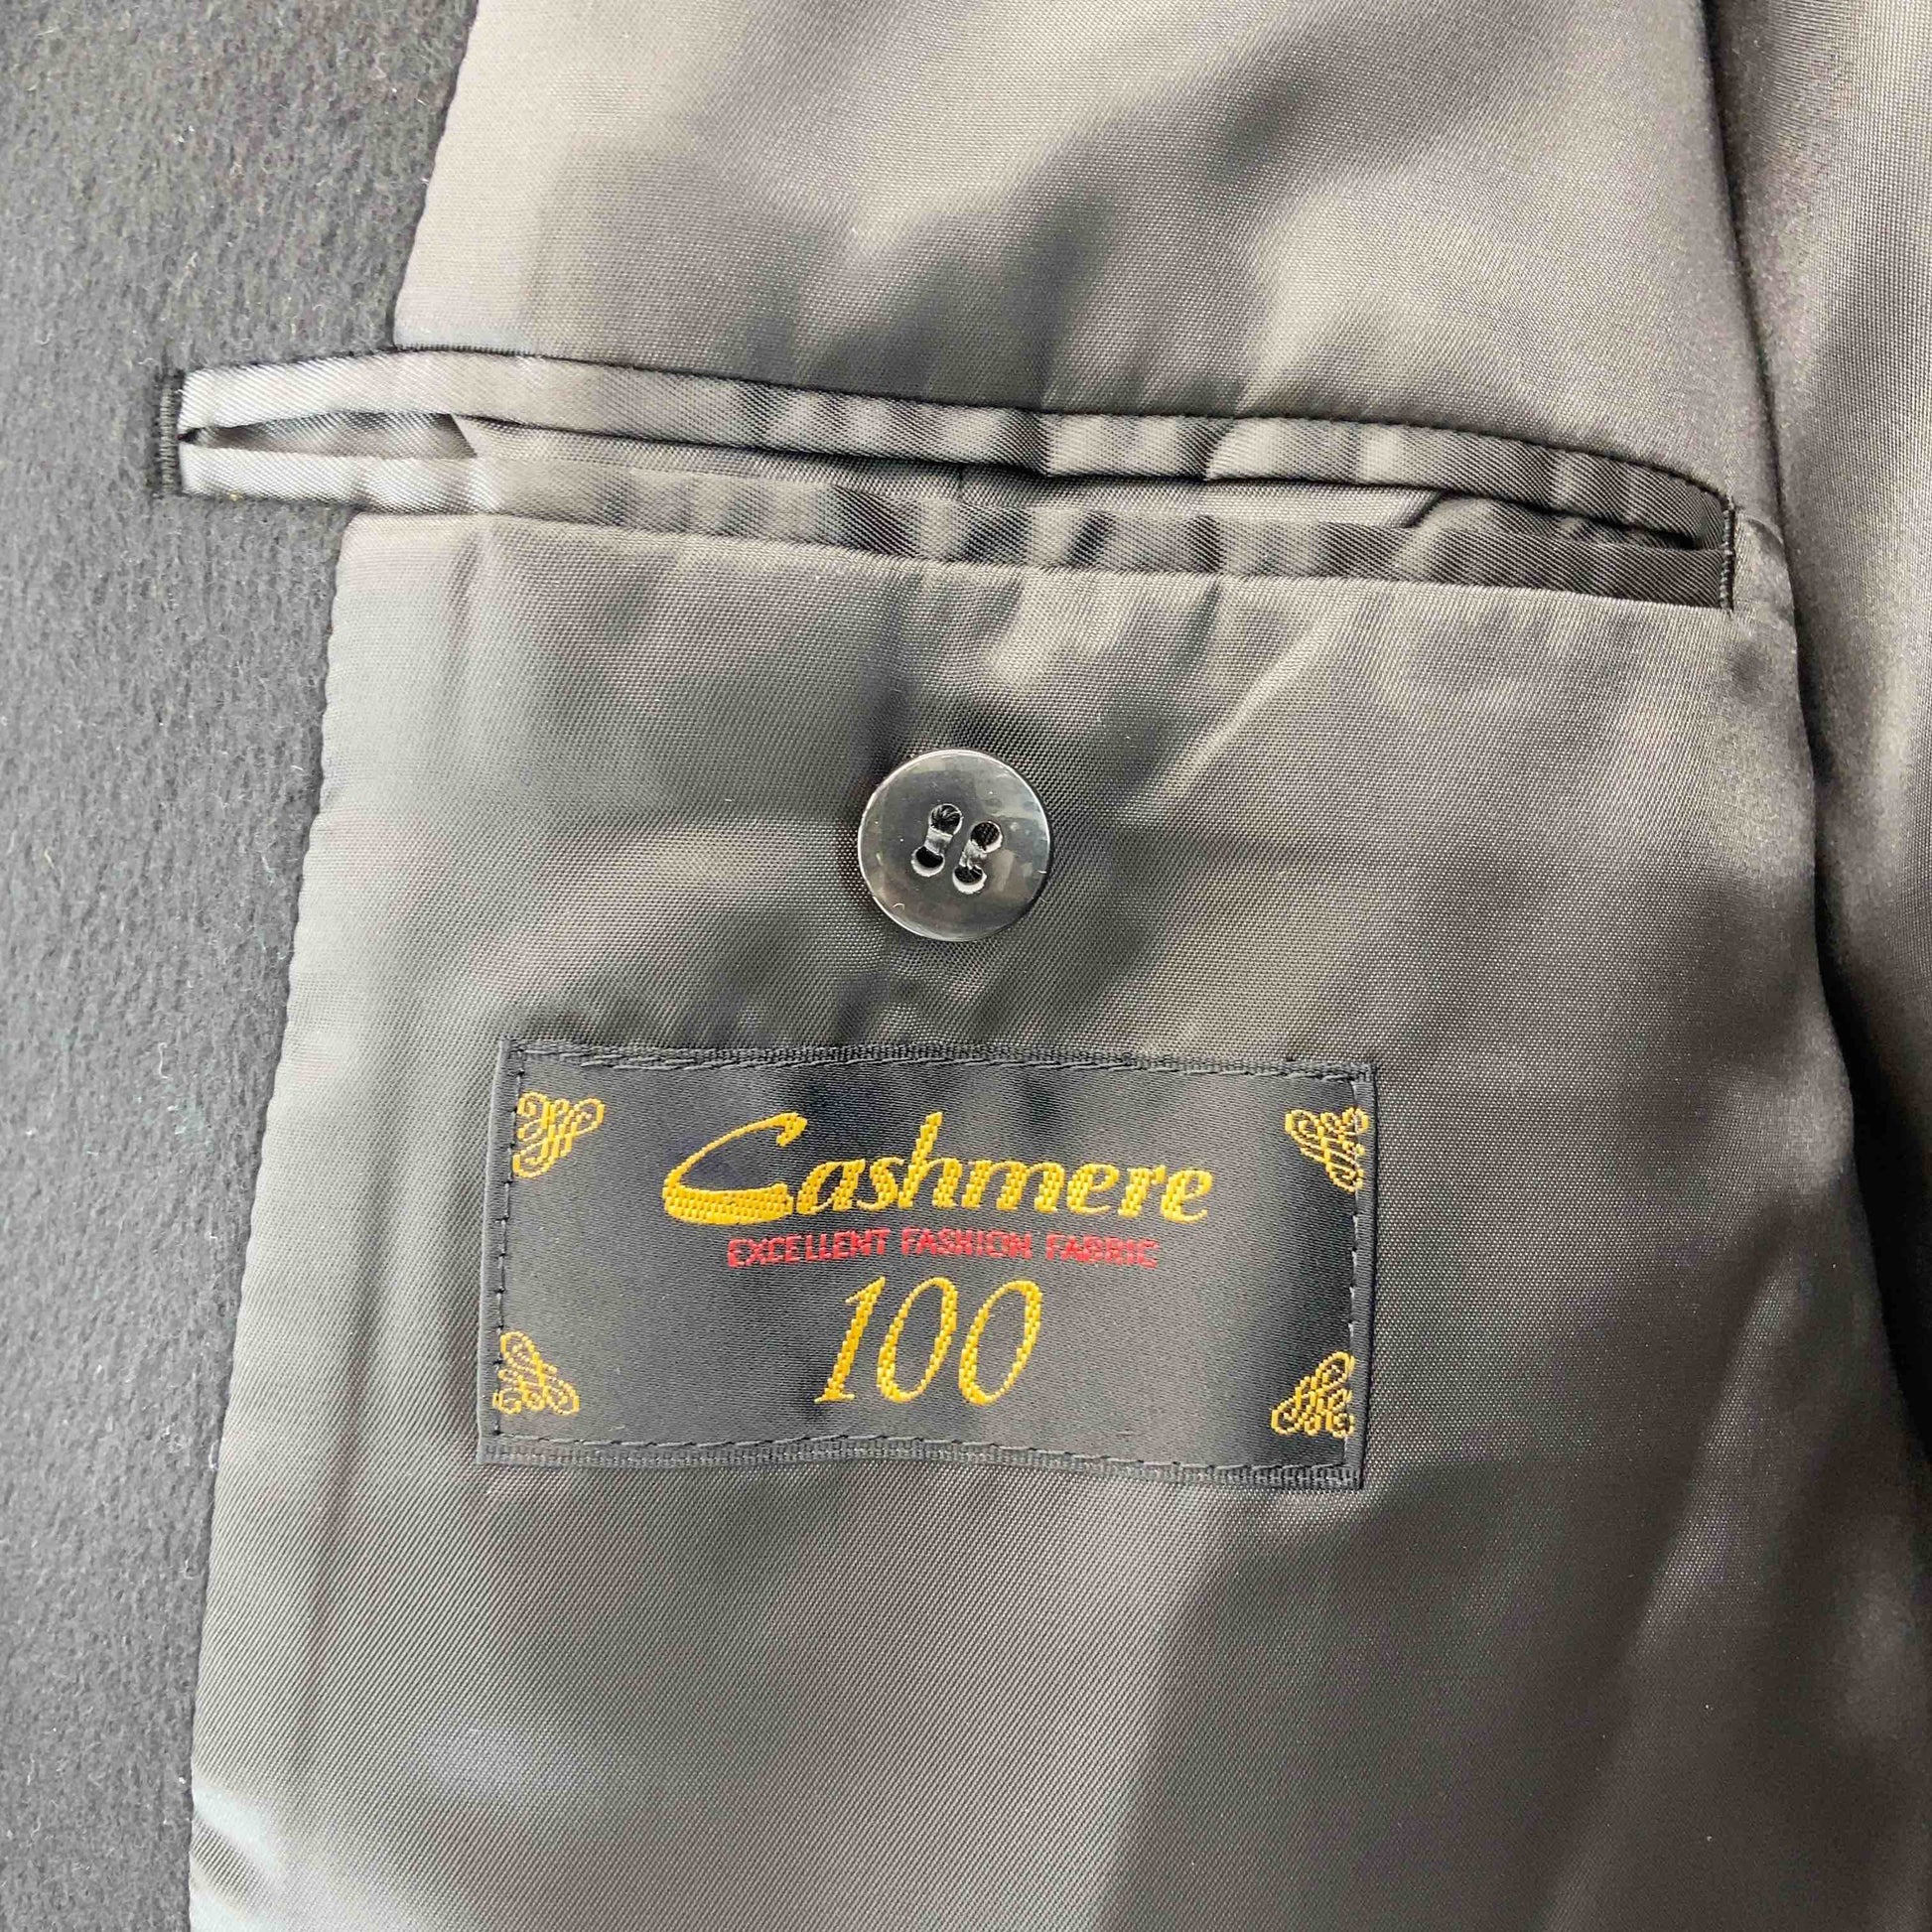 Cashmere
EXCELLENT FASHION FABRIC
100